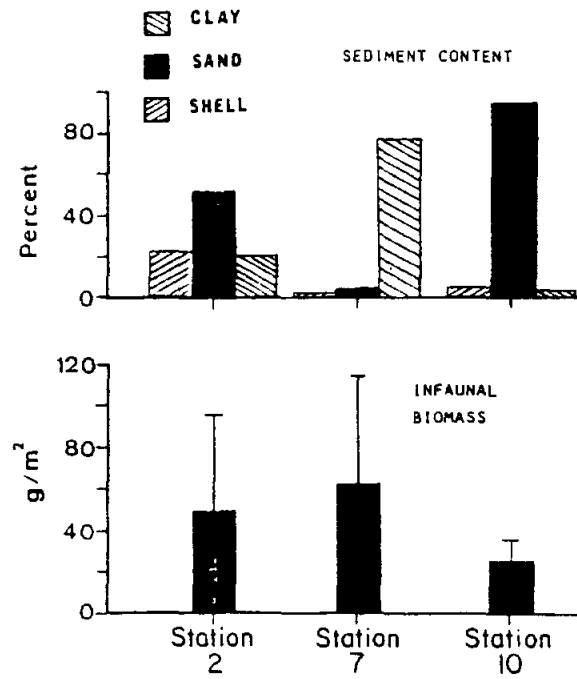 CLAY
SAND
SHELL
SEDIMENT CONTENT
Percent
80
40
0
INFAUNAL
BIOMASS
g/m²
120
80
40
0
Station
2
Station
7
Station
10